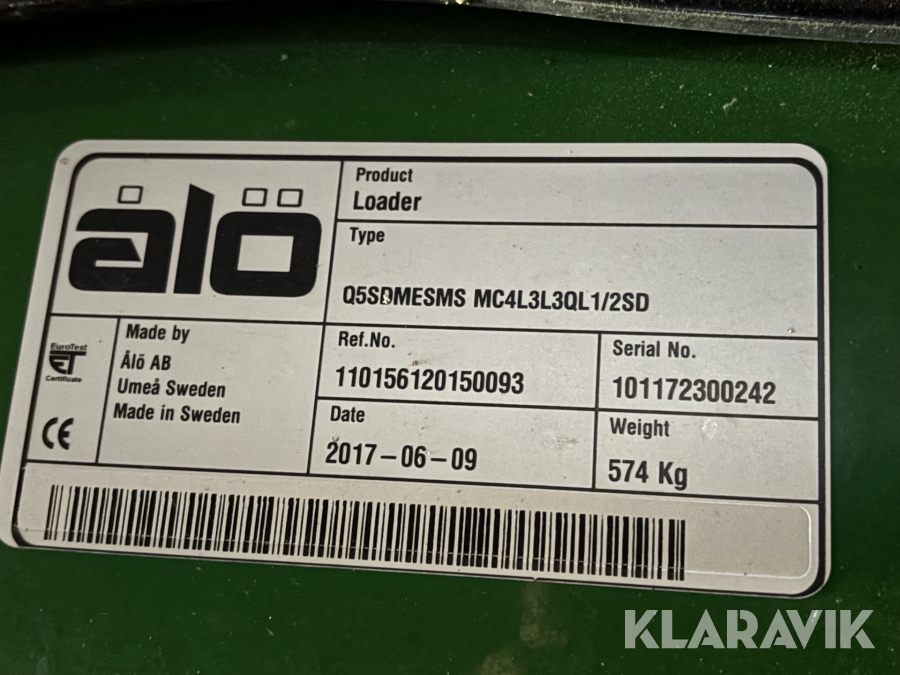 älö
Product
Loader
Type
Q5SDMESMS MC4L3L3QL1/2SD
EuroTest
ET
Certificate
CE
Made by
Ålö AB
Umeå Sweden
Made in Sweden
Ref.No.
110156120150093
Serial No.
101172300242
Date
2017-06-09
Weight
574 Kg
KLARAVIK